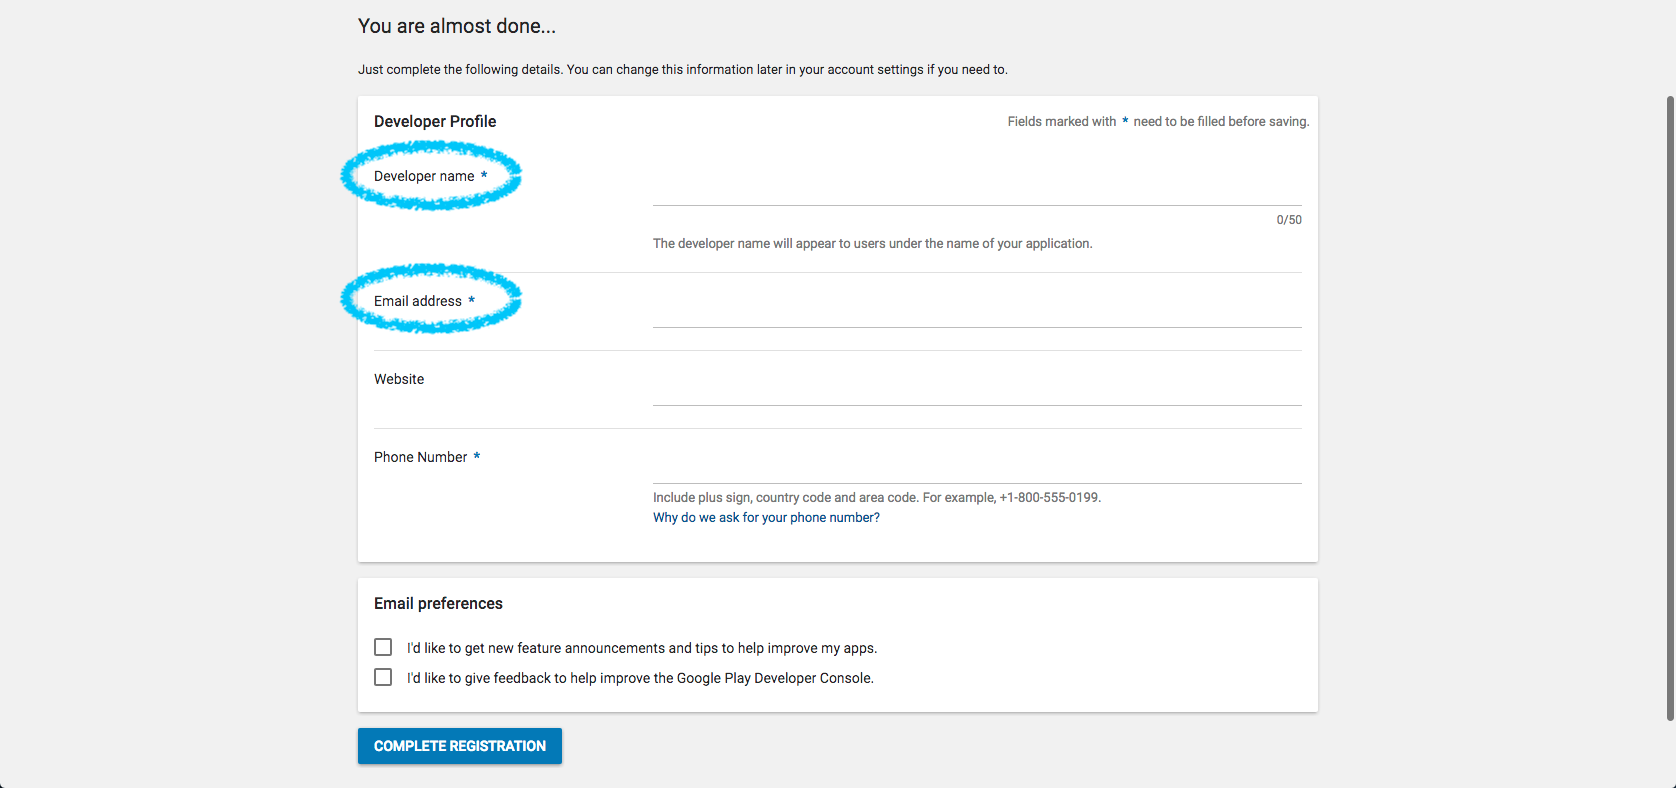 You are almost done...
Just complete the following details. You can change this information later in your account settings if you need to.
Developer Profile
Fields marked with * need to be filled before saving.
Developer name *
0/50
The developer name will appear to users under the name of your application.
Email address *
Website
Phone Number *
Include plus sign, country code and area code. For example, +1-800-555-0199.
Why do we ask for your phone number?
Email preferences
I'd like to get new feature announcements and tips to help improve my apps.
I'd like to give feedback to help improve the Google Play Developer Console.
COMPLETE REGISTRATION